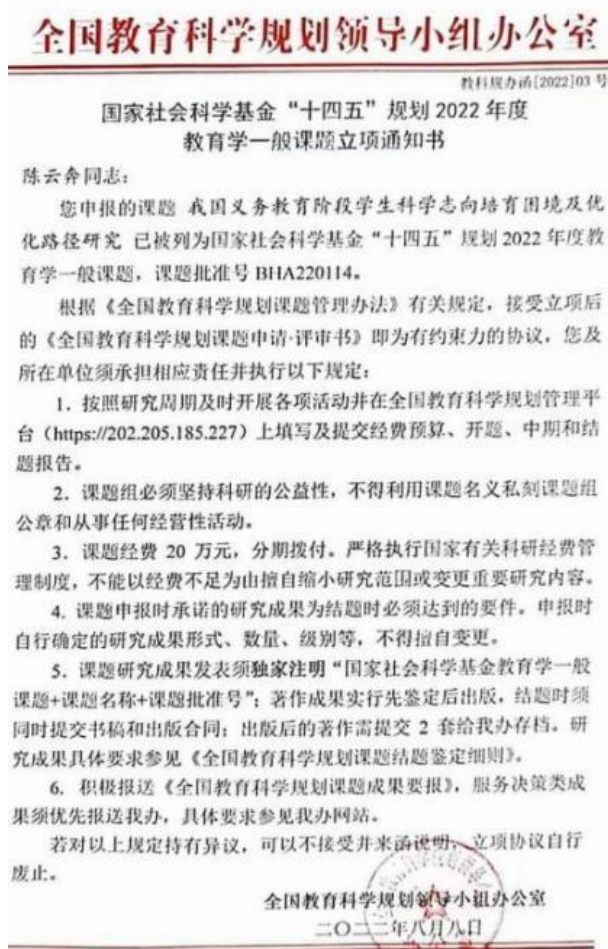 全国教育科学规划领导小组办公室
教科规办函[2022]03 号
国家社会科学基金“十四五”规划 2022 年度
教育学一般课题立项通知书
陈云奔同志：
您申报的课题 我国义务教育阶段学生科学志向培育困境及优
化路径研究 已被列为国家社会科学基金“十四五”规划 2022 年度教
育学一般课题，课题批准号 BHA220114。
根据《全国教育科学规划课题管理办法》有关规定，接受立项后
的《全国教育科学规划课题申请·评审书》即为有约束力的协议，您及
所在单位须承担相应责任并执行以下规定：
1．按照研究周期及时开展各项活动并在全国教育科学规划管理平
台（https://202.205.185.227）上填写及提交经费预算、开题、中期和结
题报告。
2．课题组必须坚持科研的公益性，不得利用课题名义私刻课题组
公章和从事任何经营性活动。
3．课题经费 20 万元，分期拨付。严格执行国家有关科研经费管
理制度，不能以经费不足为由擅自缩小研究范围或变更重要研究内容。
4．课题申报时承诺的研究成果为结题时必须达到的要件。申报时
自行确定的研究成果形式、数量、级别等，不得擅自变更。
5．课题研究成果发表须独家注明“国家社会科学基金教育学一般
课题+课题名称+课题批准号”；著作成果实行先鉴定后出版，结题时须
同时提交书稿和出版合同；出版后的著作需提交 2 套给我办存档。研
究成果具体要求参见《全国教育科学规划课题结题鉴定细则》。
6．积极报送《全国教育科学规划课题成果要报》，服务决策类成
果须优先报送我办，具体要求参见我办网站。
若对以上规定持有异议，可以不接受并来函说明，立项协议自行
废止。
全国教育科学规划领导小组办公室
二〇二二年八月八日